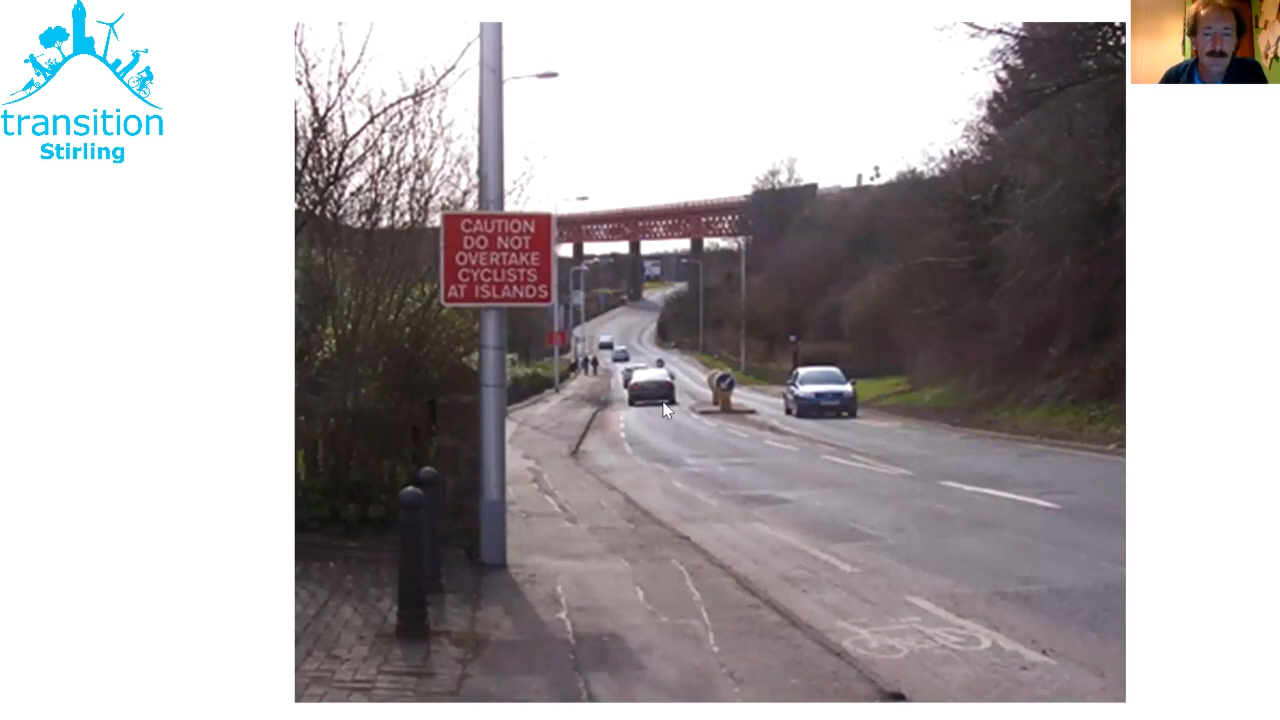 transition
Stirling
CAUTION
DO NOT
OVERTAKE
CYCLISTS
AT ISLANDS